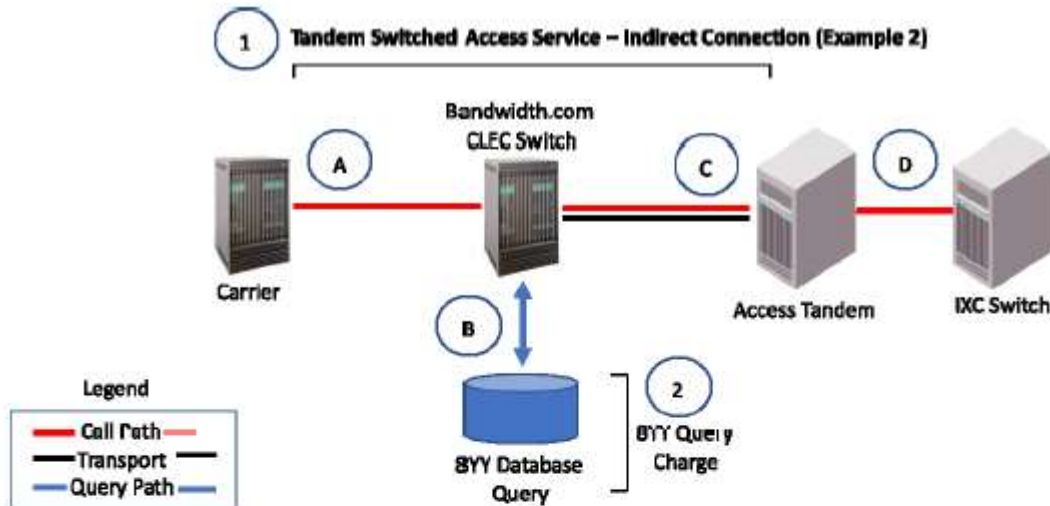 1 Tandem Switched Access Service – Indirect Connection (Example 2)
Bandwidth.com
CLEC Switch
A
C
D
Carrier
Access Tandem
IXC Switch
B
2
8YY Query
Charge
8YY Database
Query
Legend
Call Path
Transport
Query Path